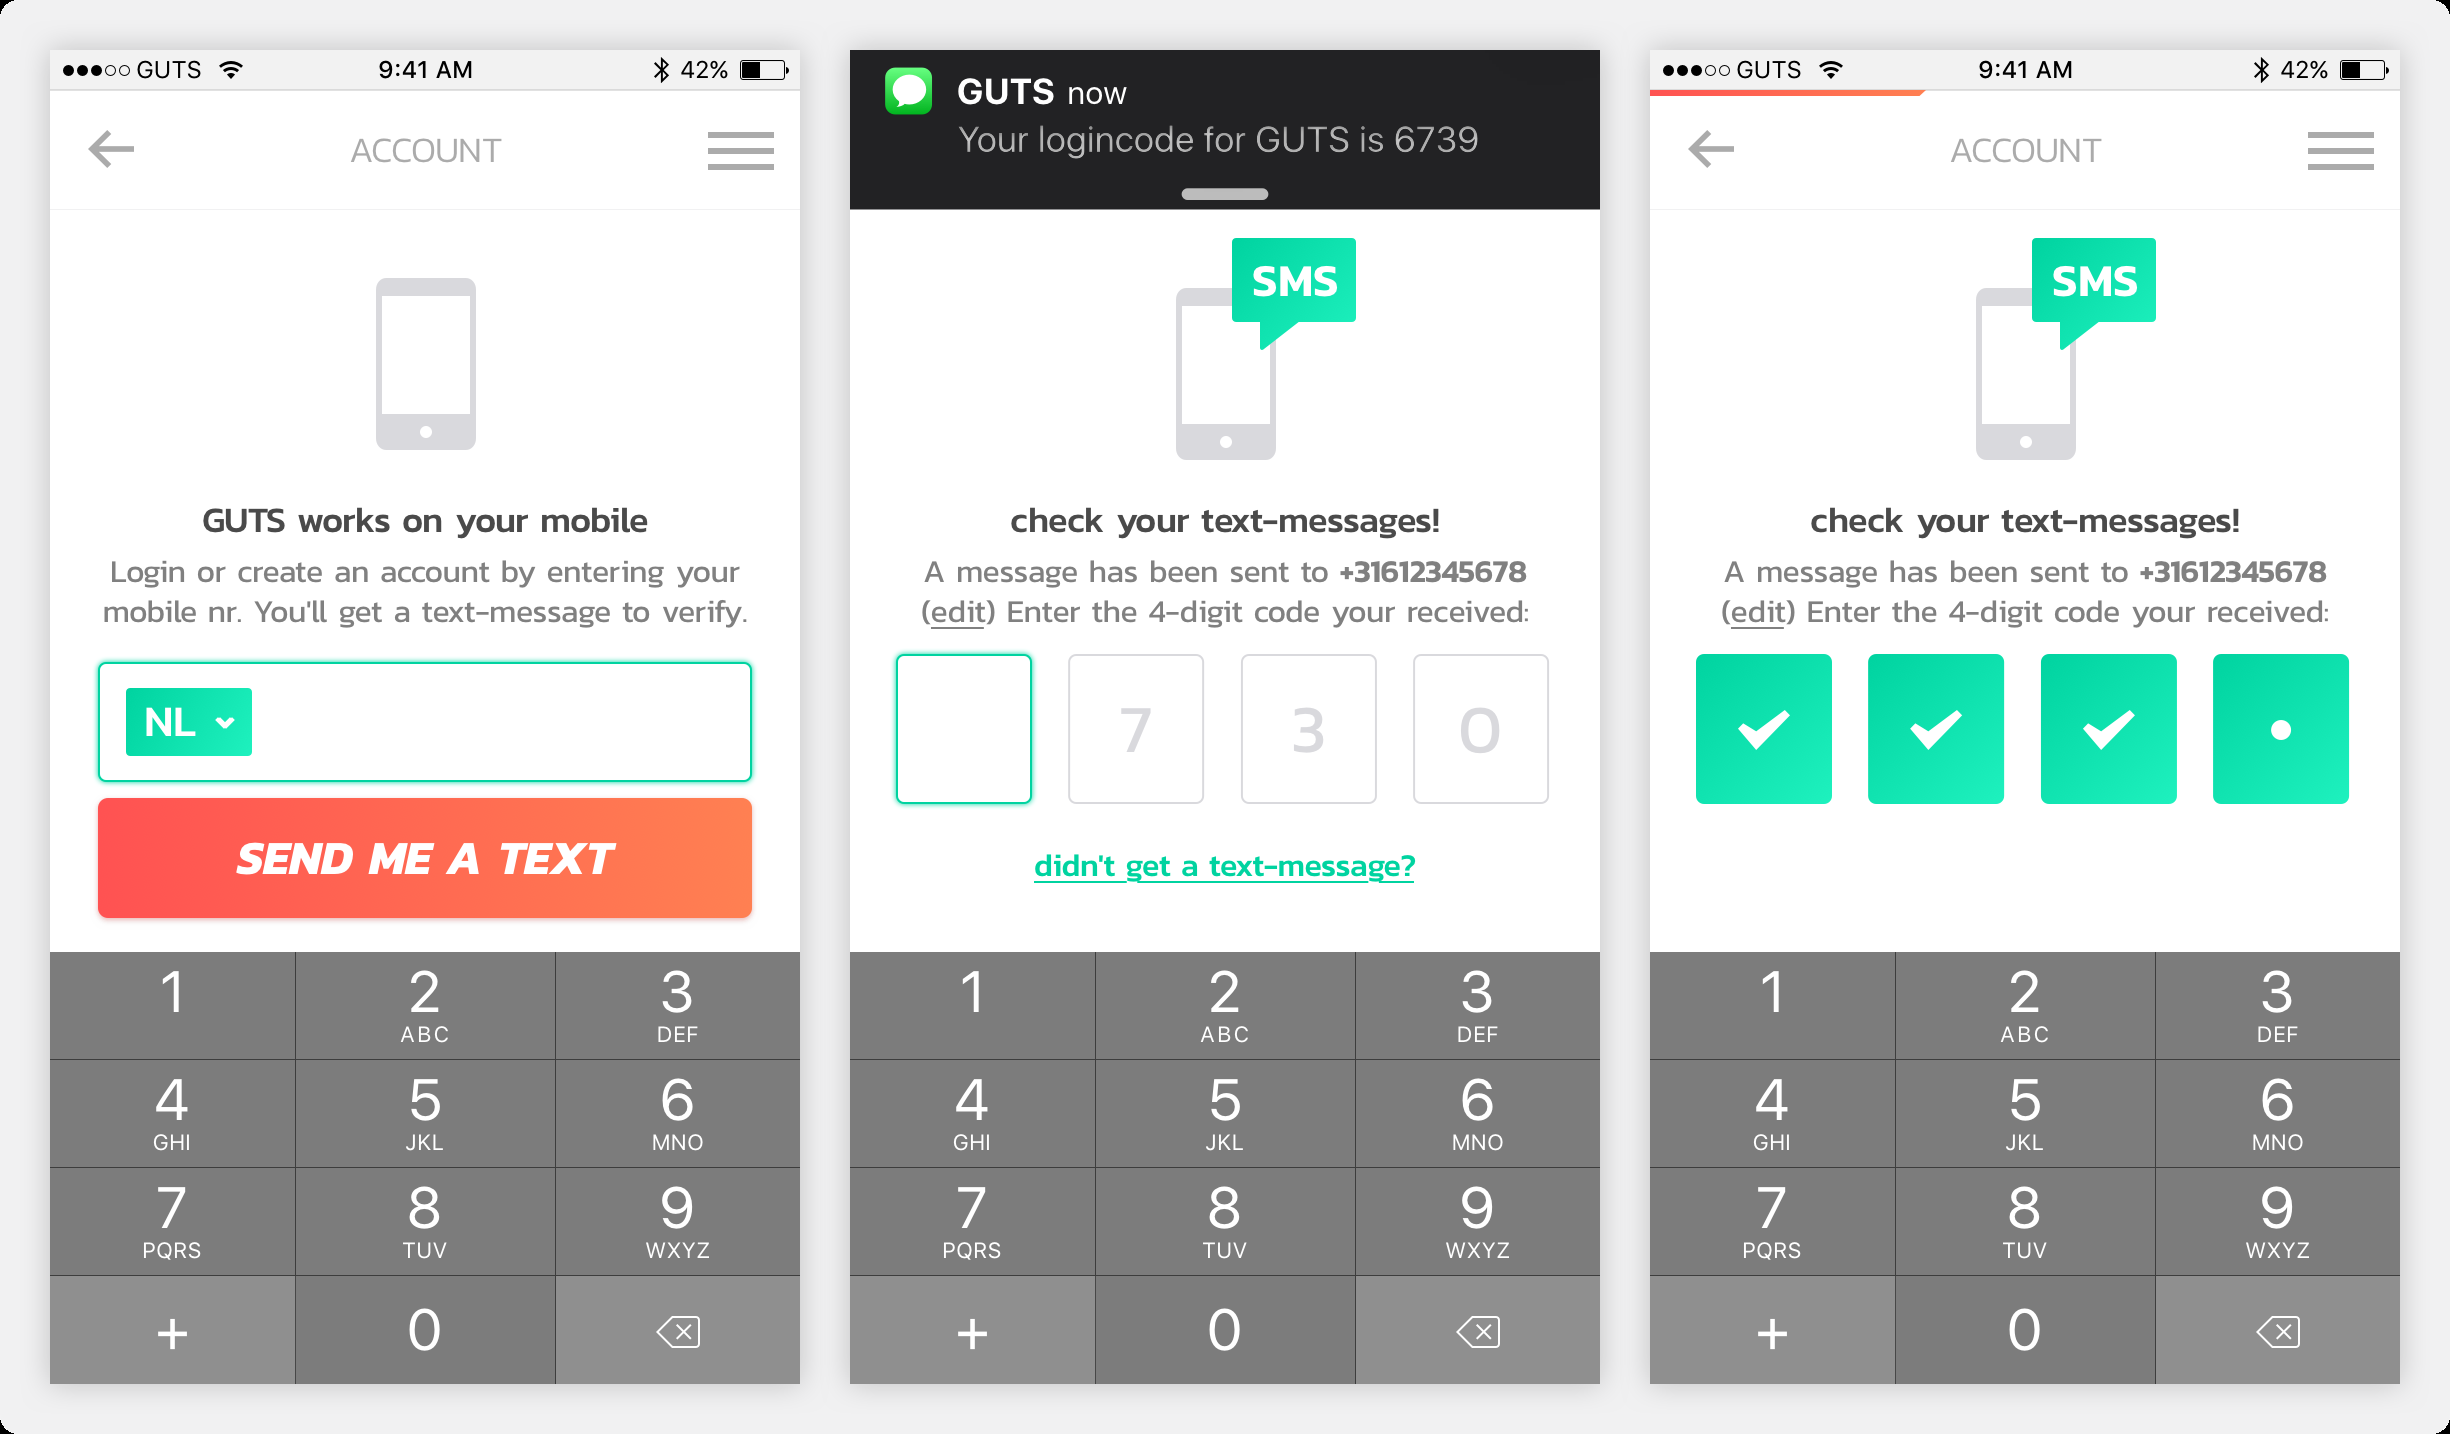 GUTS 9:41 AM 42%
ACCOUNT
GUTS works on your mobile
Login or create an account by entering your
mobile nr. You'll get a text-message to verify.
NL
SEND ME A TEXT
1 2 3
ABC DEF
4 5 6
GHI JKL MNO
7 8 9
PQRS TUV WXYZ
+ 0
GUTS now
Your logincode for GUTS is 6739
SMS
check your text-messages!
A message has been sent to +31612345678
(edit) Enter the 4-digit code your received:
7 3 0
didn't get a text-message?
1 2 3
ABC DEF
4 5 6
GHI JKL MNO
7 8 9
PQRS TUV WXYZ
+ 0
GUTS 9:41 AM 42%
ACCOUNT
SMS
check your text-messages!
A message has been sent to +31612345678
(edit) Enter the 4-digit code your received:
1 2 3
ABC DEF
4 5 6
GHI JKL MNO
7 8 9
PQRS TUV WXYZ
+ 0